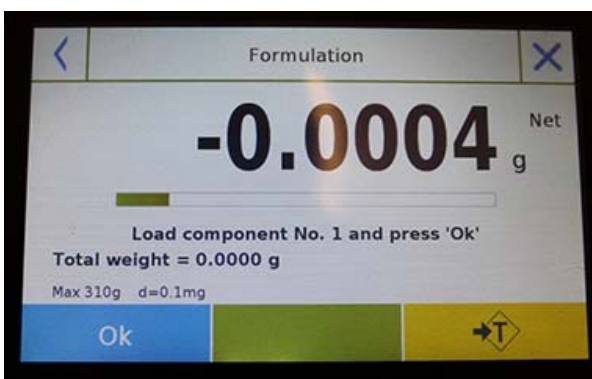 Formulation
-0.0004 g Net
Load component No. 1 and press 'Ok'
Total weight = 0.0000 g
Max 310g d=0.1mg
Ok
T